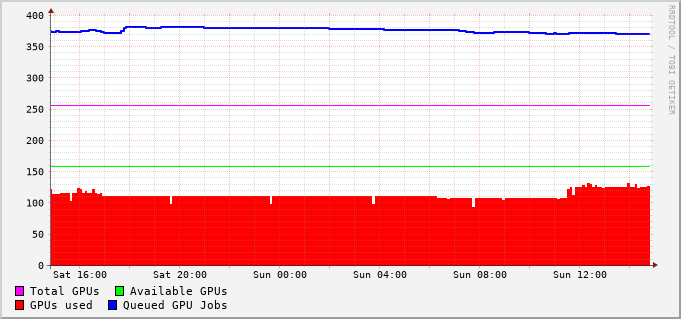 400
350
300
250
200
150
100
50
0
Sat 16:00 Sat 20:00 Sun 00:00 Sun 04:00 Sun 08:00 Sun 12:00
Total GPUs Available GPUs
GPUs used Queued GPU Jobs
RRDTOOL / TOBI OETIKER